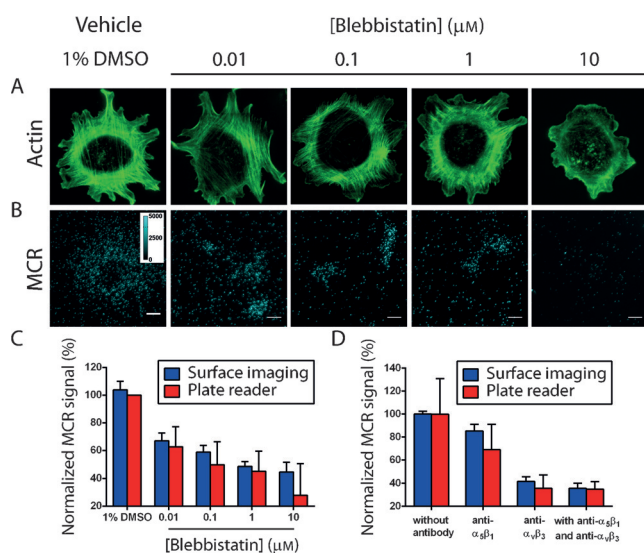 Vehicle
[Blebbistatin] (μM)
1% DMSO
0.01
0.1
1
10
A
Actin
B
MCR
5000
2500
0
C
Normalized MCR signal (%)
120
100
80
60
40
20
Surface imaging
Plate reader
1% DMSO
0.01
0.1
1
10
[Blebbistatin] (μM)
D
Normalized MCR signal (%)
140
120
100
80
60
40
20
Surface imaging
Plate reader
without
antibody
anti-
α₅β₁
anti-
αᵥβ₃
with anti-α₅β₁
and anti-αᵥβ₃